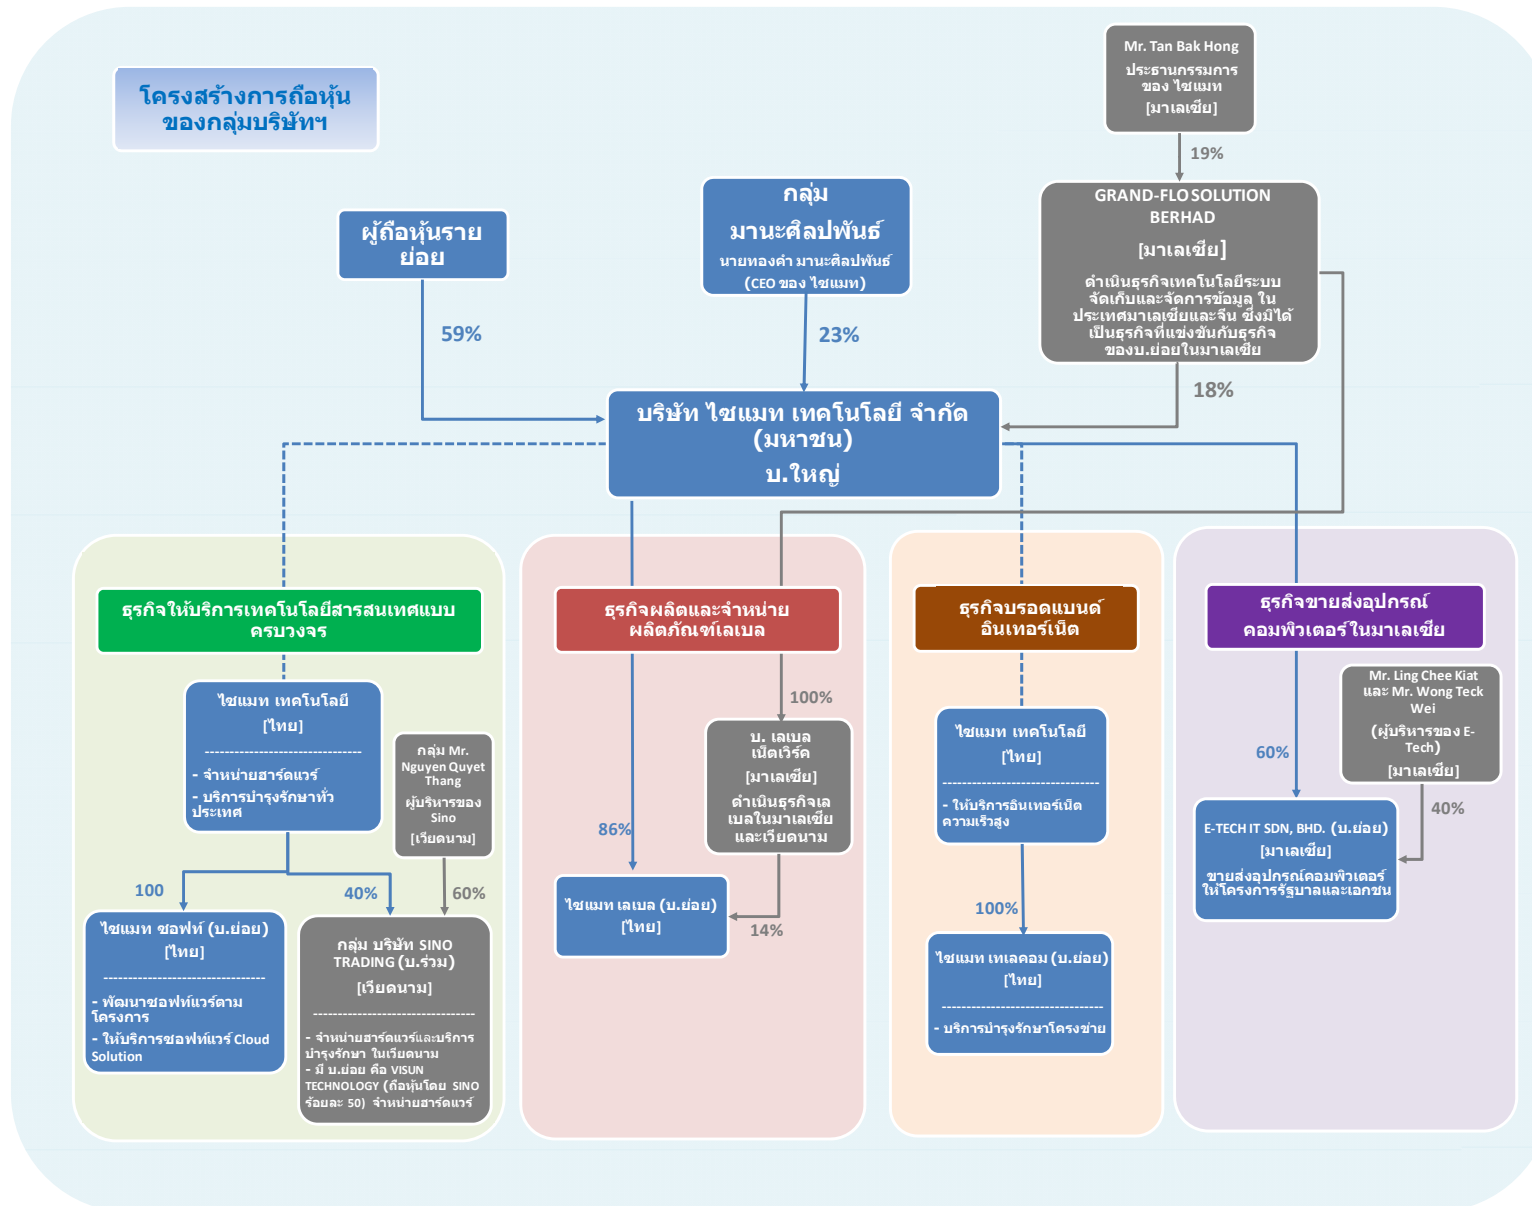 โครงสร้างการถือหุ้น
ของกลุ่มบริษัทฯ
Mr. Tan Bak Hong
ประธานกรรมการ
ของ ไซแมท
[มาเลเซีย]
19%
GRAND-FLO SOLUTION
BERHAD
[มาเลเซีย]
ดำเนินธุรกิจเทคโนโลยีระบบ
จัดเก็บและจัดการข้อมูล ใน
ประเทศมาเลเซียและจีน ซึ่งมิได้
เป็นธุรกิจที่แข่งขันกับธุรกิจ
ของบ.ย่อยในมาเลเซีย
กลุ่ม
มานะศิลปพันธ์
นายทองคำ มานะศิลปพันธ์
(CEO ของ ไซแมท)
ผู้ถือหุ้นราย
ย่อย
59%
23%
18%
บริษัท ไซแมท เทคโนโลยี จำกัด
(มหาชน)
บ.ใหญ่
ธุรกิจให้บริการเทคโนโลยีสารสนเทศแบบ
ครบวงจร
ไซแมท เทคโนโลยี
[ไทย]
--------------------------------
- จำหน่ายฮาร์ดแวร์
- บริการบำรุงรักษาทั่ว
ประเทศ
กลุ่ม Mr.
Nguyen Quyet
Thang
ผู้บริหารของ
Sino
[เวียดนาม]
100
40%
60%
ไซแมท ซอฟท์ (บ.ย่อย)
[ไทย]
---------------------------------
- พัฒนาซอฟท์แวร์ตาม
โครงการ
- ให้บริการซอฟท์แวร์ Cloud
Solution
กลุ่ม บริษัท SINO
TRADING (บ.ร่วม)
[เวียดนาม]
---------------------------------
- จำหน่ายฮาร์ดแวร์และบริการ
บำรุงรักษา ในเวียดนาม
- มี บ.ย่อย คือ VISUN
TECHNOLOGY (ถือหุ้นโดย SINO
ร้อยละ 50) จำหน่ายฮาร์ดแวร์
ธุรกิจผลิตและจำหน่าย
ผลิตภัณฑ์เลเบล
100%
บ. เลเบล
เน็ตเวิร์ค
[มาเลเซีย]
ดำเนินธุรกิจเล
เบลในมาเลเซีย
และเวียดนาม
86%
ไซแมท เลเบล (บ.ย่อย)
[ไทย]
14%
ธุรกิจบรอดแบนด์
อินเทอร์เน็ต
ไซแมท เทคโนโลยี
[ไทย]
--------------------------------
- ให้บริการอินเทอร์เน็ต
ความเร็วสูง
100%
ไซแมท เทเลคอม (บ.ย่อย)
[ไทย]
---------------------------------
- บริการบำรุงรักษาโครงข่าย
ธุรกิจขายส่งอุปกรณ์
คอมพิวเตอร์ในมาเลเซีย
Mr. Ling Chee Kiat
และ Mr. Wong Teck
Wei
(ผู้บริหารของ E-
Tech)
[มาเลเซีย]
60%
40%
E-TECH IT SDN, BHD. (บ.ย่อย)
[มาเลเซีย]
ขายส่งอุปกรณ์คอมพิวเตอร์
ให้โครงการรัฐบาลและเอกชน